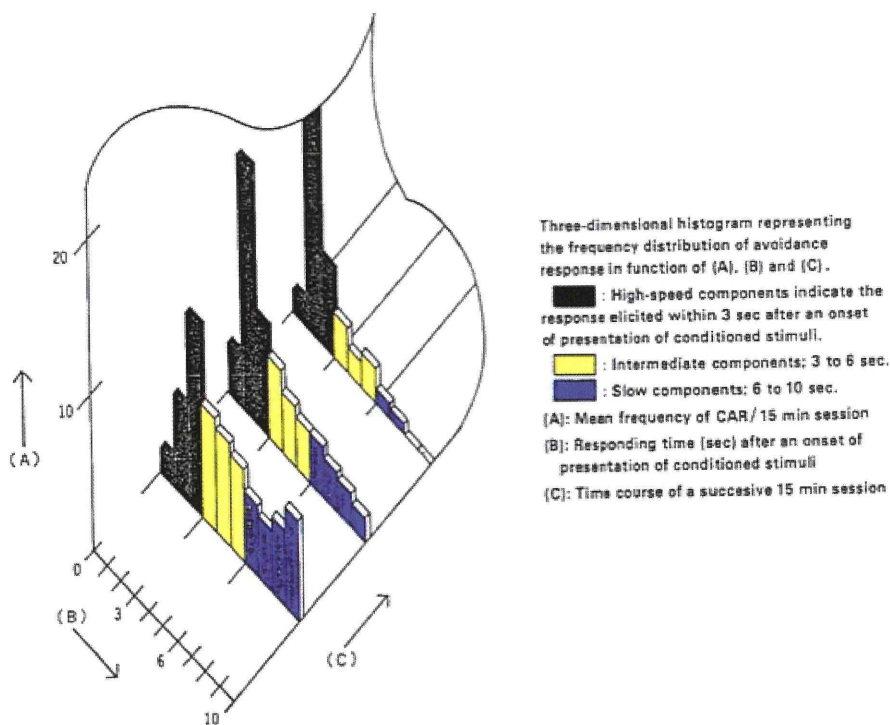 20
10
(A)
0
3
(B)
6
10
(C)
Three-dimensional histogram representing
the frequency distribution of avoidance
response in function of (A), (B) and (C).
: High-speed components indicate the
response elicited within 3 sec after an onset
of presentation of conditioned stimuli.
: Intermediate components; 3 to 6 sec.
: Slow components; 6 to 10 sec.
(A): Mean frequency of CAR/15 min session
(B): Responding time (sec) after an onset of
presentation of conditioned stimuli
(C): Time course of a succesive 15 min session